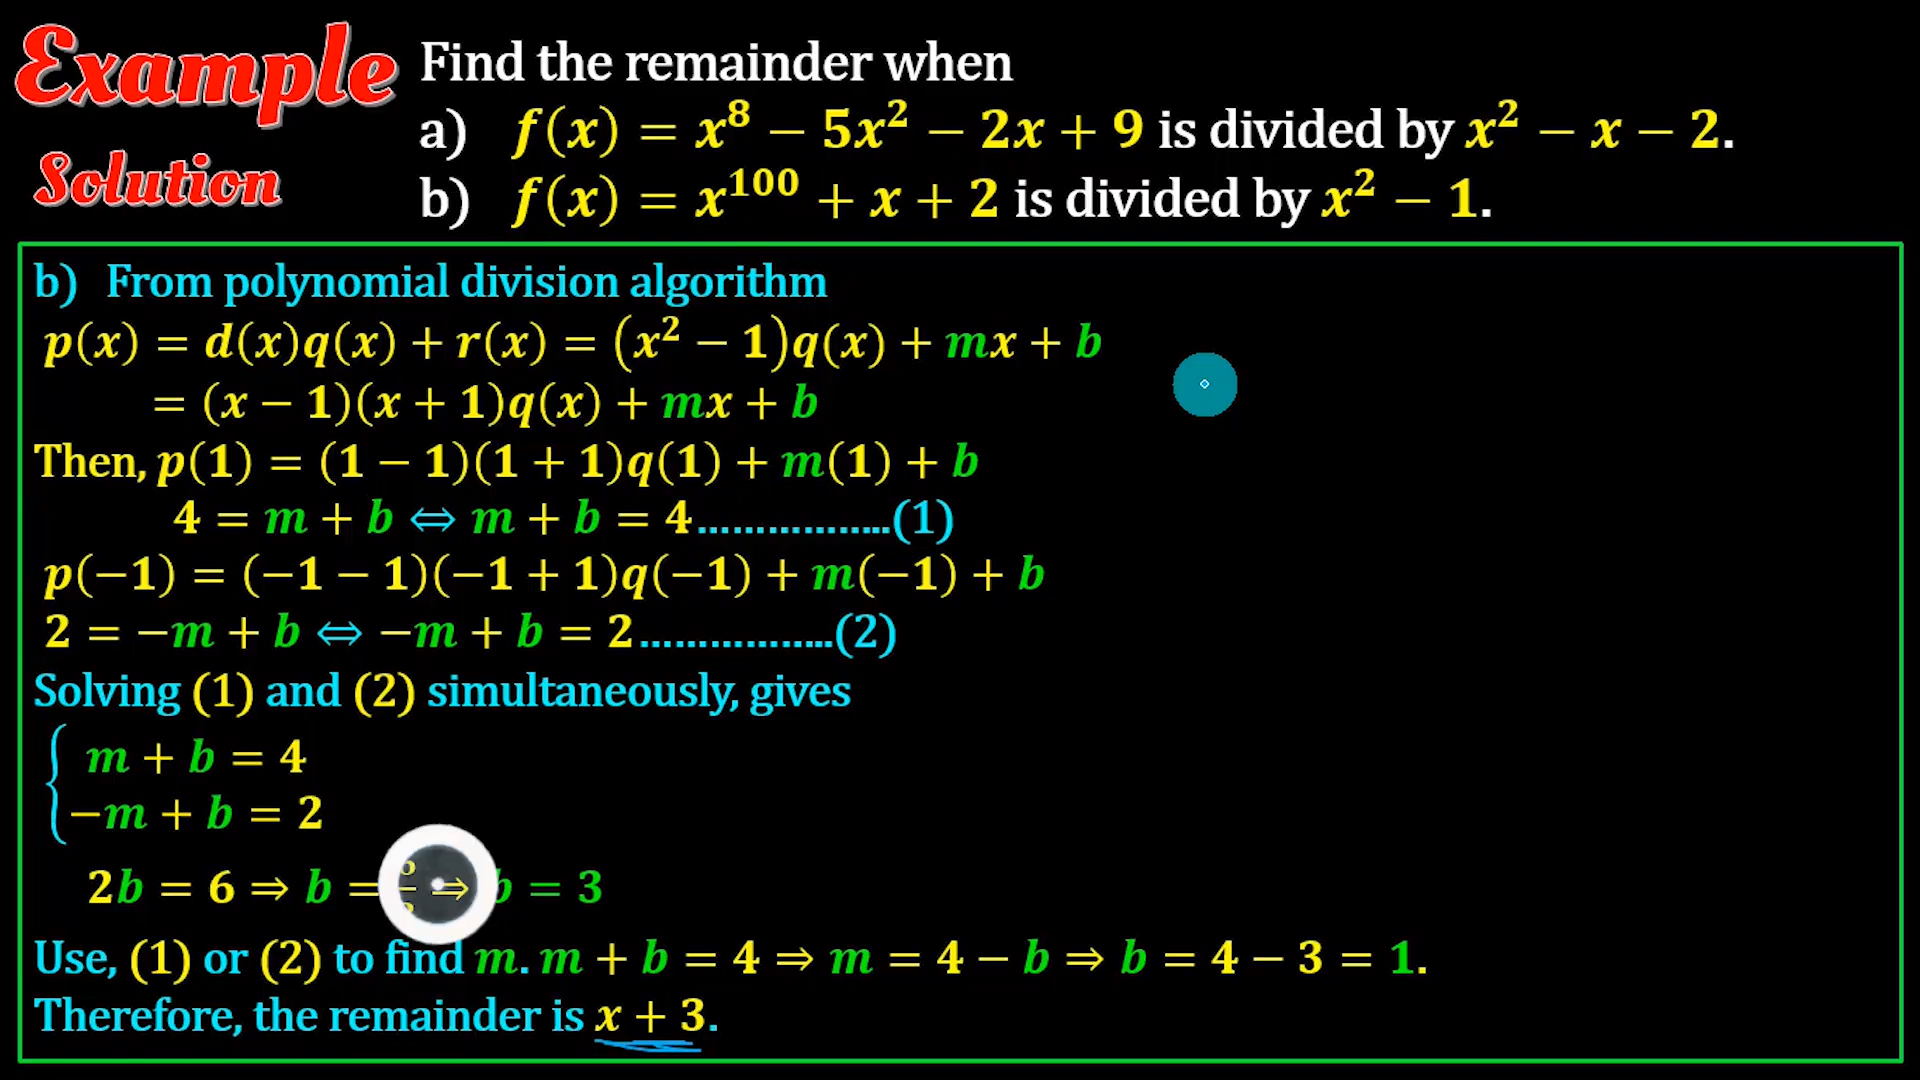 Example
Solution
Find the remainder when
a) f(x) = x⁸ − 5x² − 2x + 9 is divided by x² − x − 2.
b) f(x) = x¹⁰⁰ + x + 2 is divided by x² − 1.
b) From polynomial division algorithm
p(x) = d(x)q(x) + r(x) = (x² − 1)q(x) + mx + b
= (x − 1)(x + 1)q(x) + mx + b
Then, p(1) = (1 − 1)(1 + 1)q(1) + m(1) + b
4 = m + b ⇔ m + b = 4………………..(1)
p(−1) = (−1 − 1)(−1 + 1)q(−1) + m(−1) + b
2 = −m + b ⇔ −m + b = 2………………..(2)
Solving (1) and (2) simultaneously, gives
m + b = 4
−m + b = 2
2b = 6 ⇒ b = ⇒ b = 3
Use, (1) or (2) to find m. m + b = 4 ⇒ m = 4 − b ⇒ b = 4 − 3 = 1.
Therefore, the remainder is x + 3.